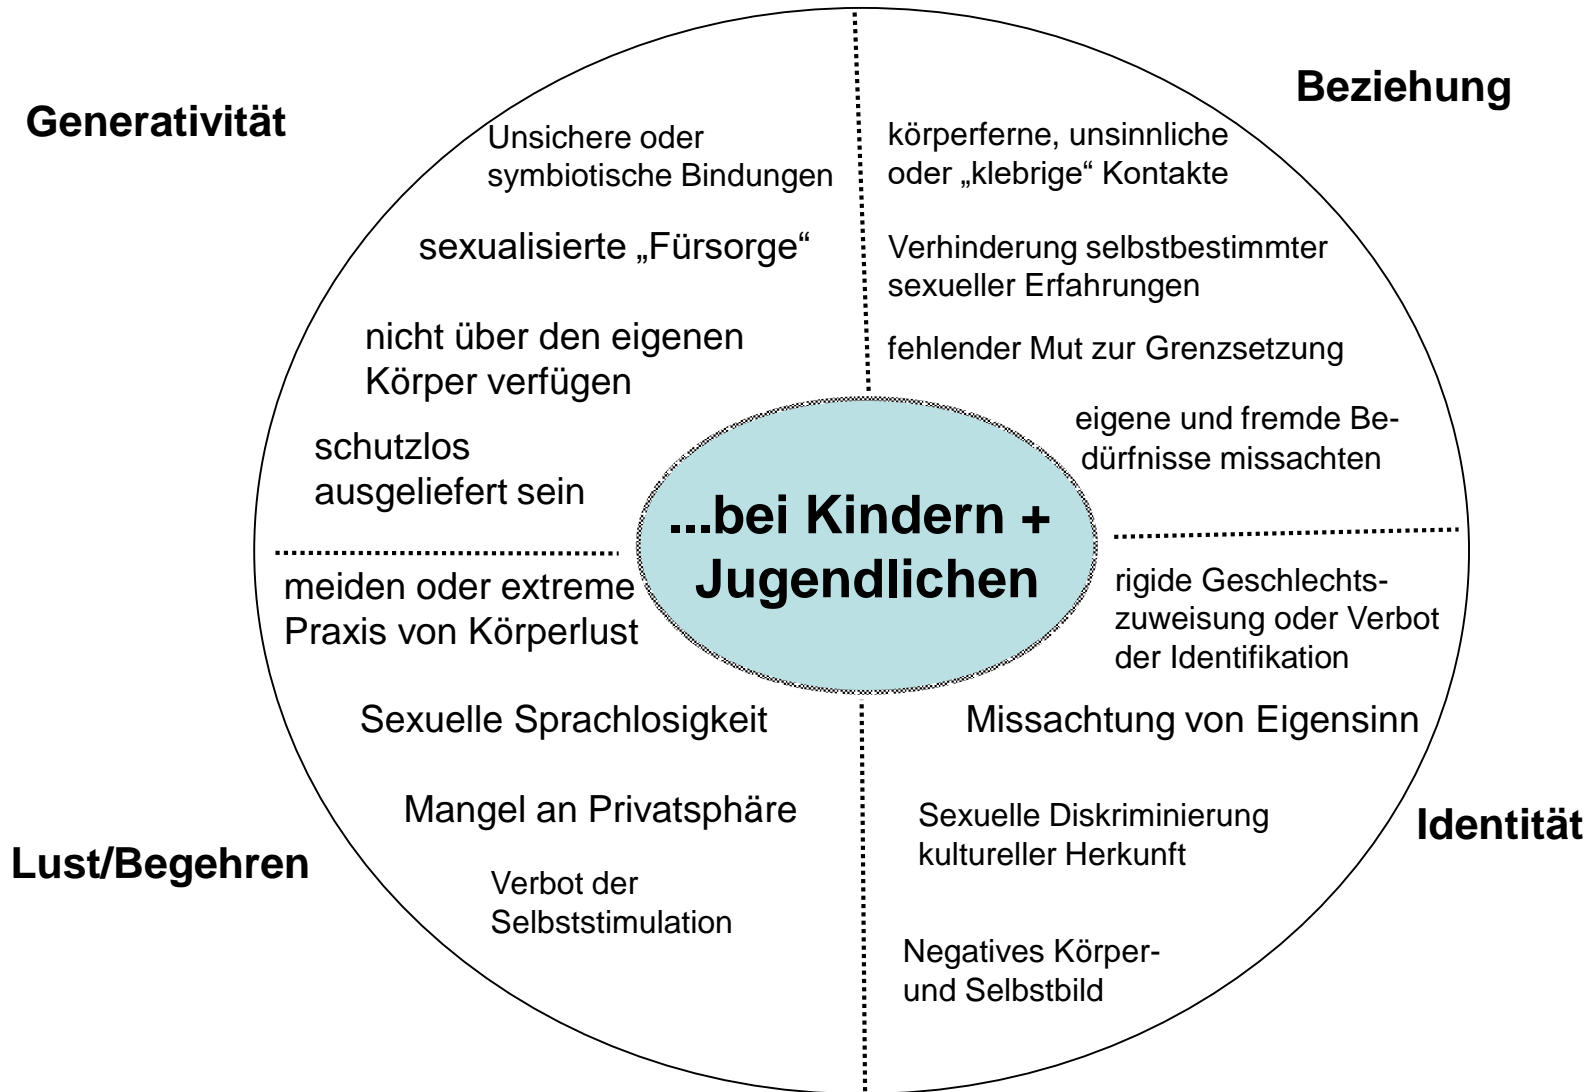 Generativität
Unsichere oder
symbiotische Bindungen
sexualisierte „Fürsorge“
nicht über den eigenen
Körper verfügen
schutzlos
ausgeliefert sein
Beziehung
körperferne, unsinnliche
oder „klebrige“ Kontakte
Verhinderung selbstbestimmter
sexueller Erfahrungen
fehlender Mut zur Grenzsetzung
eigene und fremde Be-
dürfnisse missachten
...bei Kindern +
Jugendlichen
meiden oder extreme
Praxis von Körperlust
Sexuelle Sprachlosigkeit
Mangel an Privatsphäre
Verbot der
Selbststimulation
Lust/Begehren
rigide Geschlechts-
zuweisung oder Verbot
der Identifikation
Missachtung von Eigensinn
Sexuelle Diskriminierung
kultureller Herkunft
Negatives Körper-
und Selbstbild
Identität